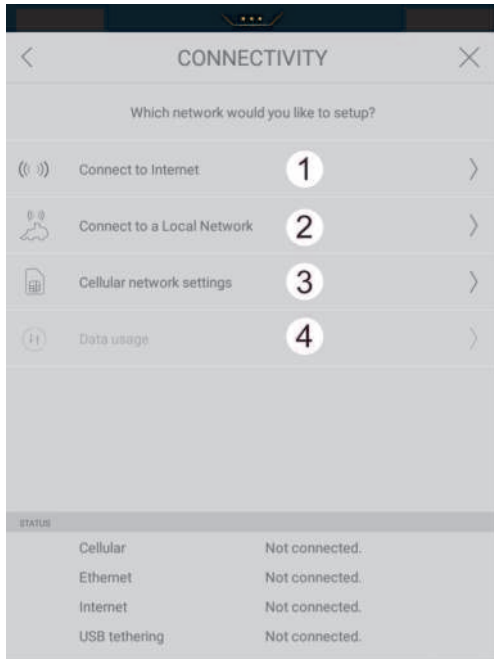 CONNECTIVITY
Which network would you like to setup?
Connect to Internet 1
Connect to a Local Network 2
Cellular network settings 3
Data usage 4
STATUS
Cellular Not connected.
Ethernet Not connected.
Internet Not connected.
USB tethering Not connected.